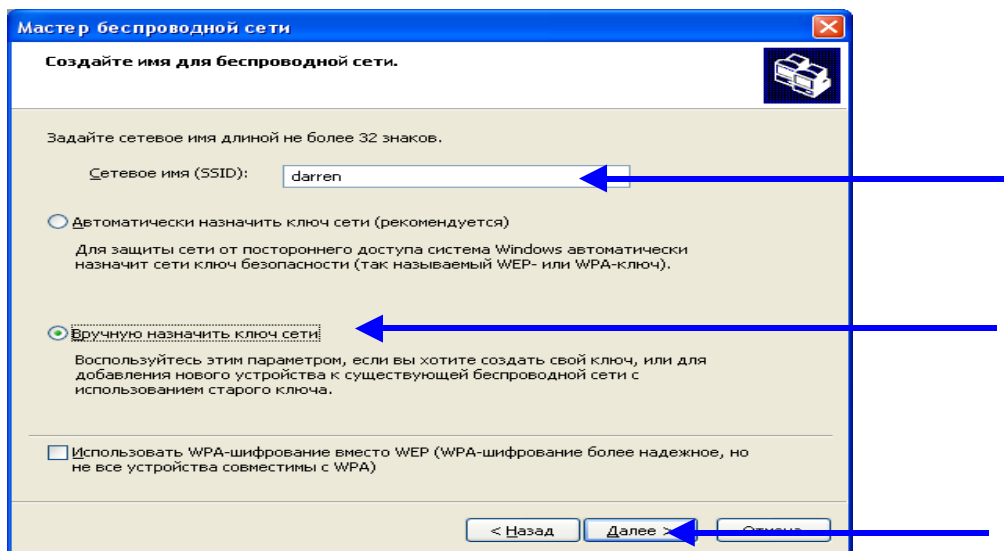 Мастер беспроводной сети
Создайте имя для беспроводной сети.
Задайте сетевое имя длиной не более 32 знаков.
Сетевое имя (SSID): darren
Автоматически назначить ключ сети (рекомендуется)
Для защиты сети от постороннего доступа система Windows автоматически
назначит сети ключ безопасности (так называемый WEP- или WPA-ключ).
Вручную назначить ключ сети
Воспользуйтесь этим параметром, если вы хотите создать свой ключ, или для
добавления нового устройства к существующей беспроводной сети с
использованием старого ключа.
Использовать WPA-шифрование вместо WEP (WPA-шифрование более надежное, но
не все устройства совместимы с WPA)
< Назад Далее > Отмена